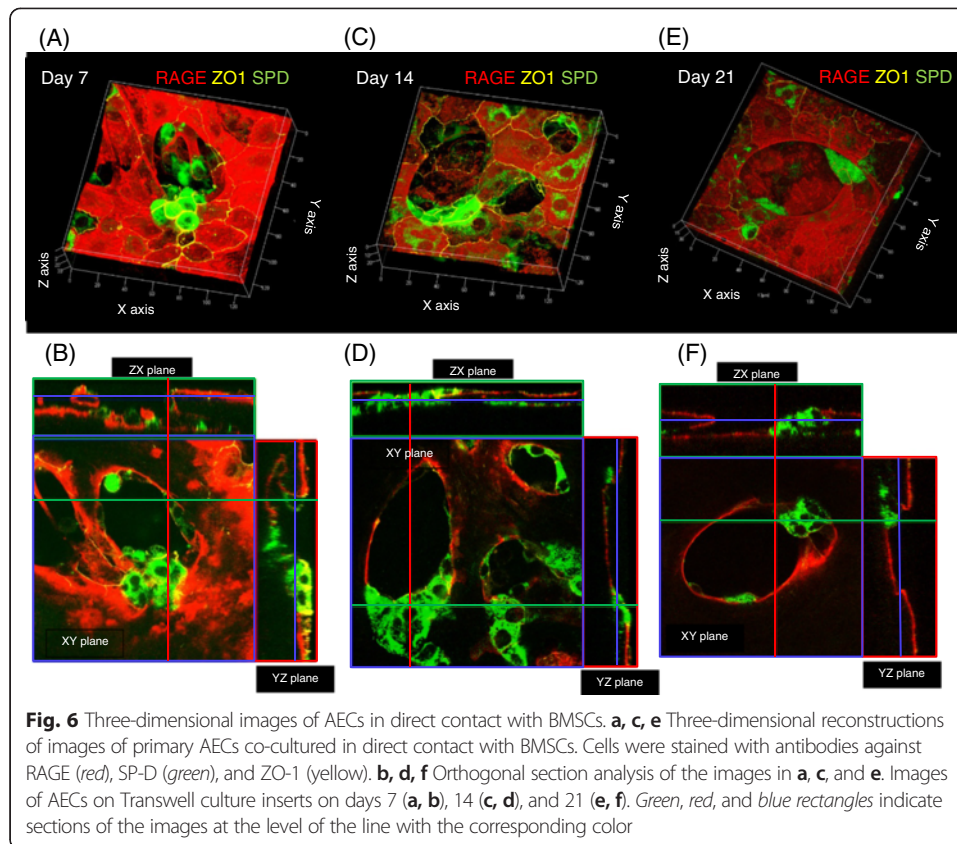 (A)
(C)
(E)
Day 7
RAGE ZO1 SPD
Day 14
RAGE ZO1 SPD
Day 21
RAGE ZO1 SPD
Z axis
X axis
Y axis
Z axis
X axis
Y axis
Z axis
X axis
Y axis
(B)
(D)
(F)
ZX plane
XY plane
YZ plane
ZX plane
XY plane
YZ plane
ZX plane
XY plane
YZ plane
Fig. 6 Three-dimensional images of AECs in direct contact with BMSCs. a, c, e Three-dimensional reconstructions
of images of primary AECs co-cultured in direct contact with BMSCs. Cells were stained with antibodies against
RAGE (red), SP-D (green), and ZO-1 (yellow). b, d, f Orthogonal section analysis of the images in a, c, and e. Images
of AECs on Transwell culture inserts on days 7 (a, b), 14 (c, d), and 21 (e, f). Green, red, and blue rectangles indicate
sections of the images at the level of the line with the corresponding color